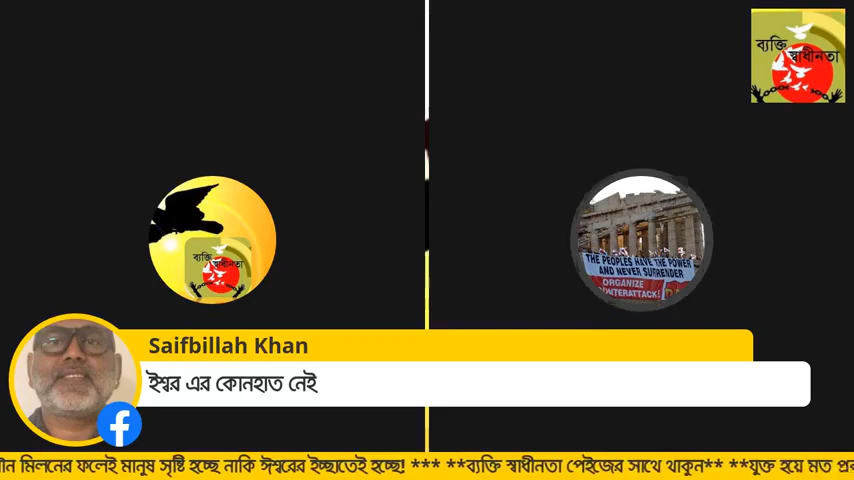 ব্যক্তি
স্বাধীনতা
ব্যক্তি
স্বাধীনতা
THE PEOPLES HAVE THE POWER
AND NEVER SURRENDER
ORGANIZE
Saifbillah Khan
ইশ্বর এর কোনহাত নেই
মিলনের ফলেই মানুষ সৃষ্টি হচ্ছে নাকি ঈশ্বরের ইচ্ছাতেই হচ্ছে! *** **ব্যক্তি স্বাধীনতা পেইজের সাথে থাকুন** **যুক্ত হয়ে মত